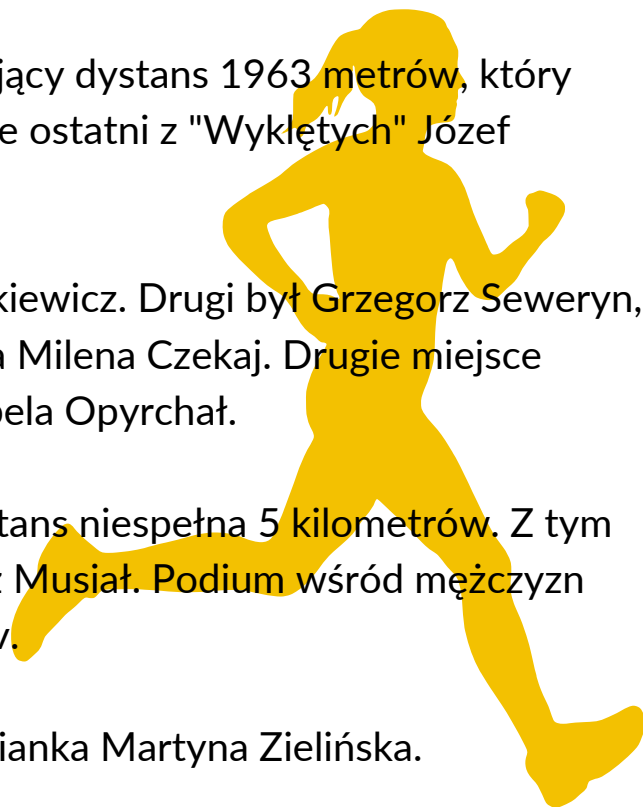 jący dystans 1963 metrów, który
e ostatni z "Wyklętych" Józef
kiewicz. Drugi był Grzegorz Seweryn,
a Milena Czekaj. Drugie miejsce
pela Opyrchał.
tans niespełna 5 kilometrów. Z tym
z Musiał. Podium wśród mężczyzn
y.
ianka Martyna Zielińska.